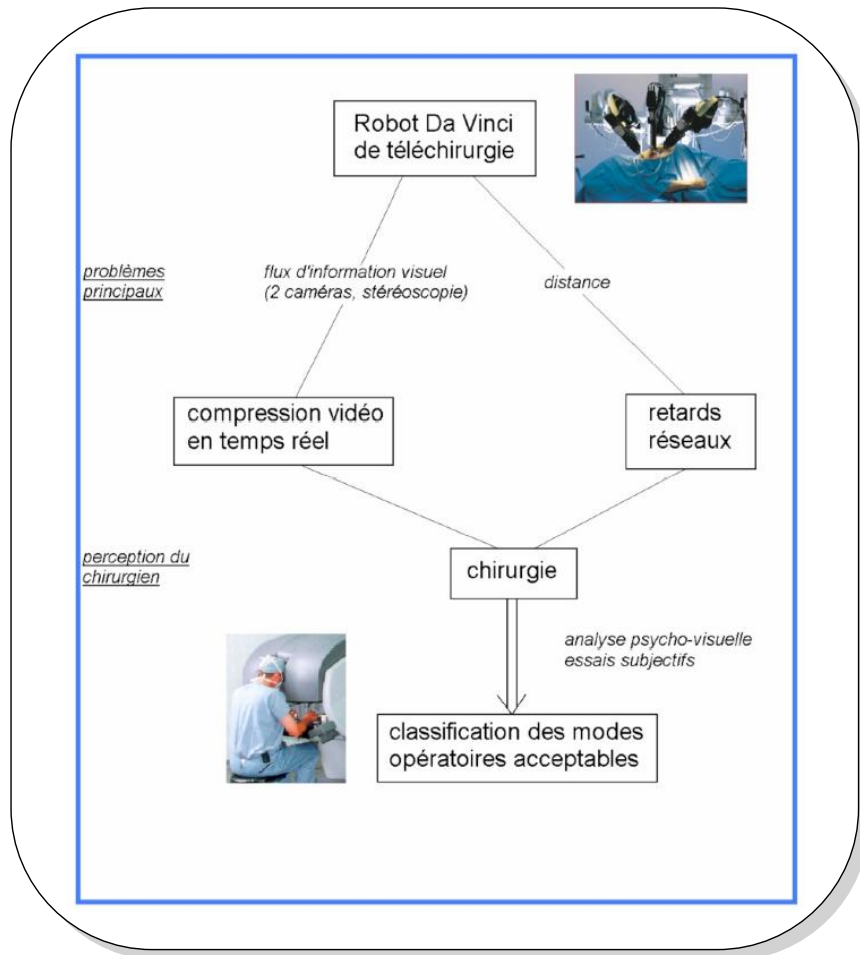 Robot Da Vinci
de téléchirurgie
problèmes
principaux
flux d'information visuel
(2 caméras, stéréoscopie)
distance
compression vidéo
en temps réel
retards
réseaux
perception du
chirurgien
chirurgie
analyse psycho-visuelle
essais subjectifs
classification des modes
opératoires acceptables